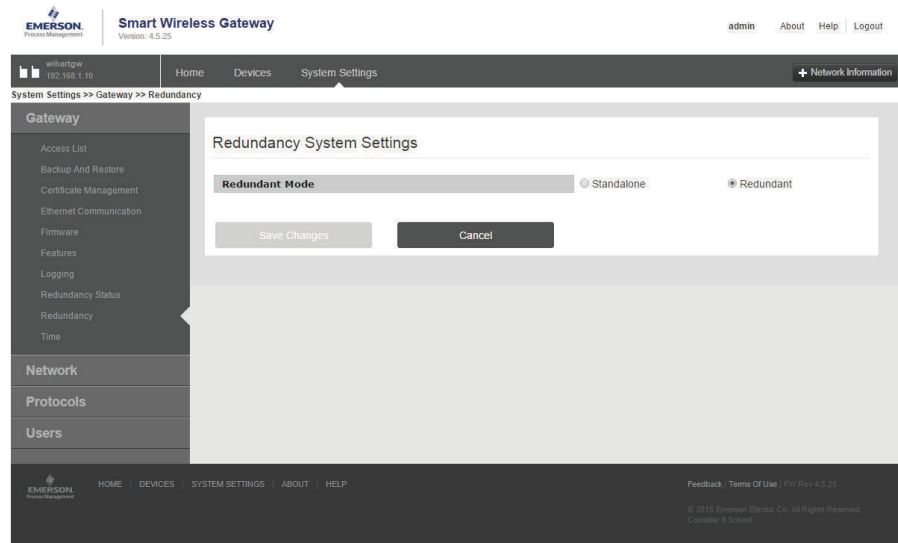 EMERSON.
Process Management
Smart Wireless Gateway
Version: 4.5.25
admin About Help Logout
wihartgw
192.168.1.10
Home Devices System Settings
+ Network Information
System Settings >> Gateway >> Redundancy
Gateway
Access List
Backup And Restore
Certificate Management
Ethernet Communication
Firmware
Features
Logging
Redundancy Status
Redundancy
Time
Network
Protocols
Users
Redundancy System Settings
Redundant Mode
Standalone
Redundant
Save Changes
Cancel
EMERSON.
Process Management
HOME | DEVICES | SYSTEM SETTINGS | ABOUT | HELP
Feedback | Terms Of Use | FW Rev 4.5.25
© 2015 Emerson Electric Co. All Rights Reserved.
Consider It Solved.